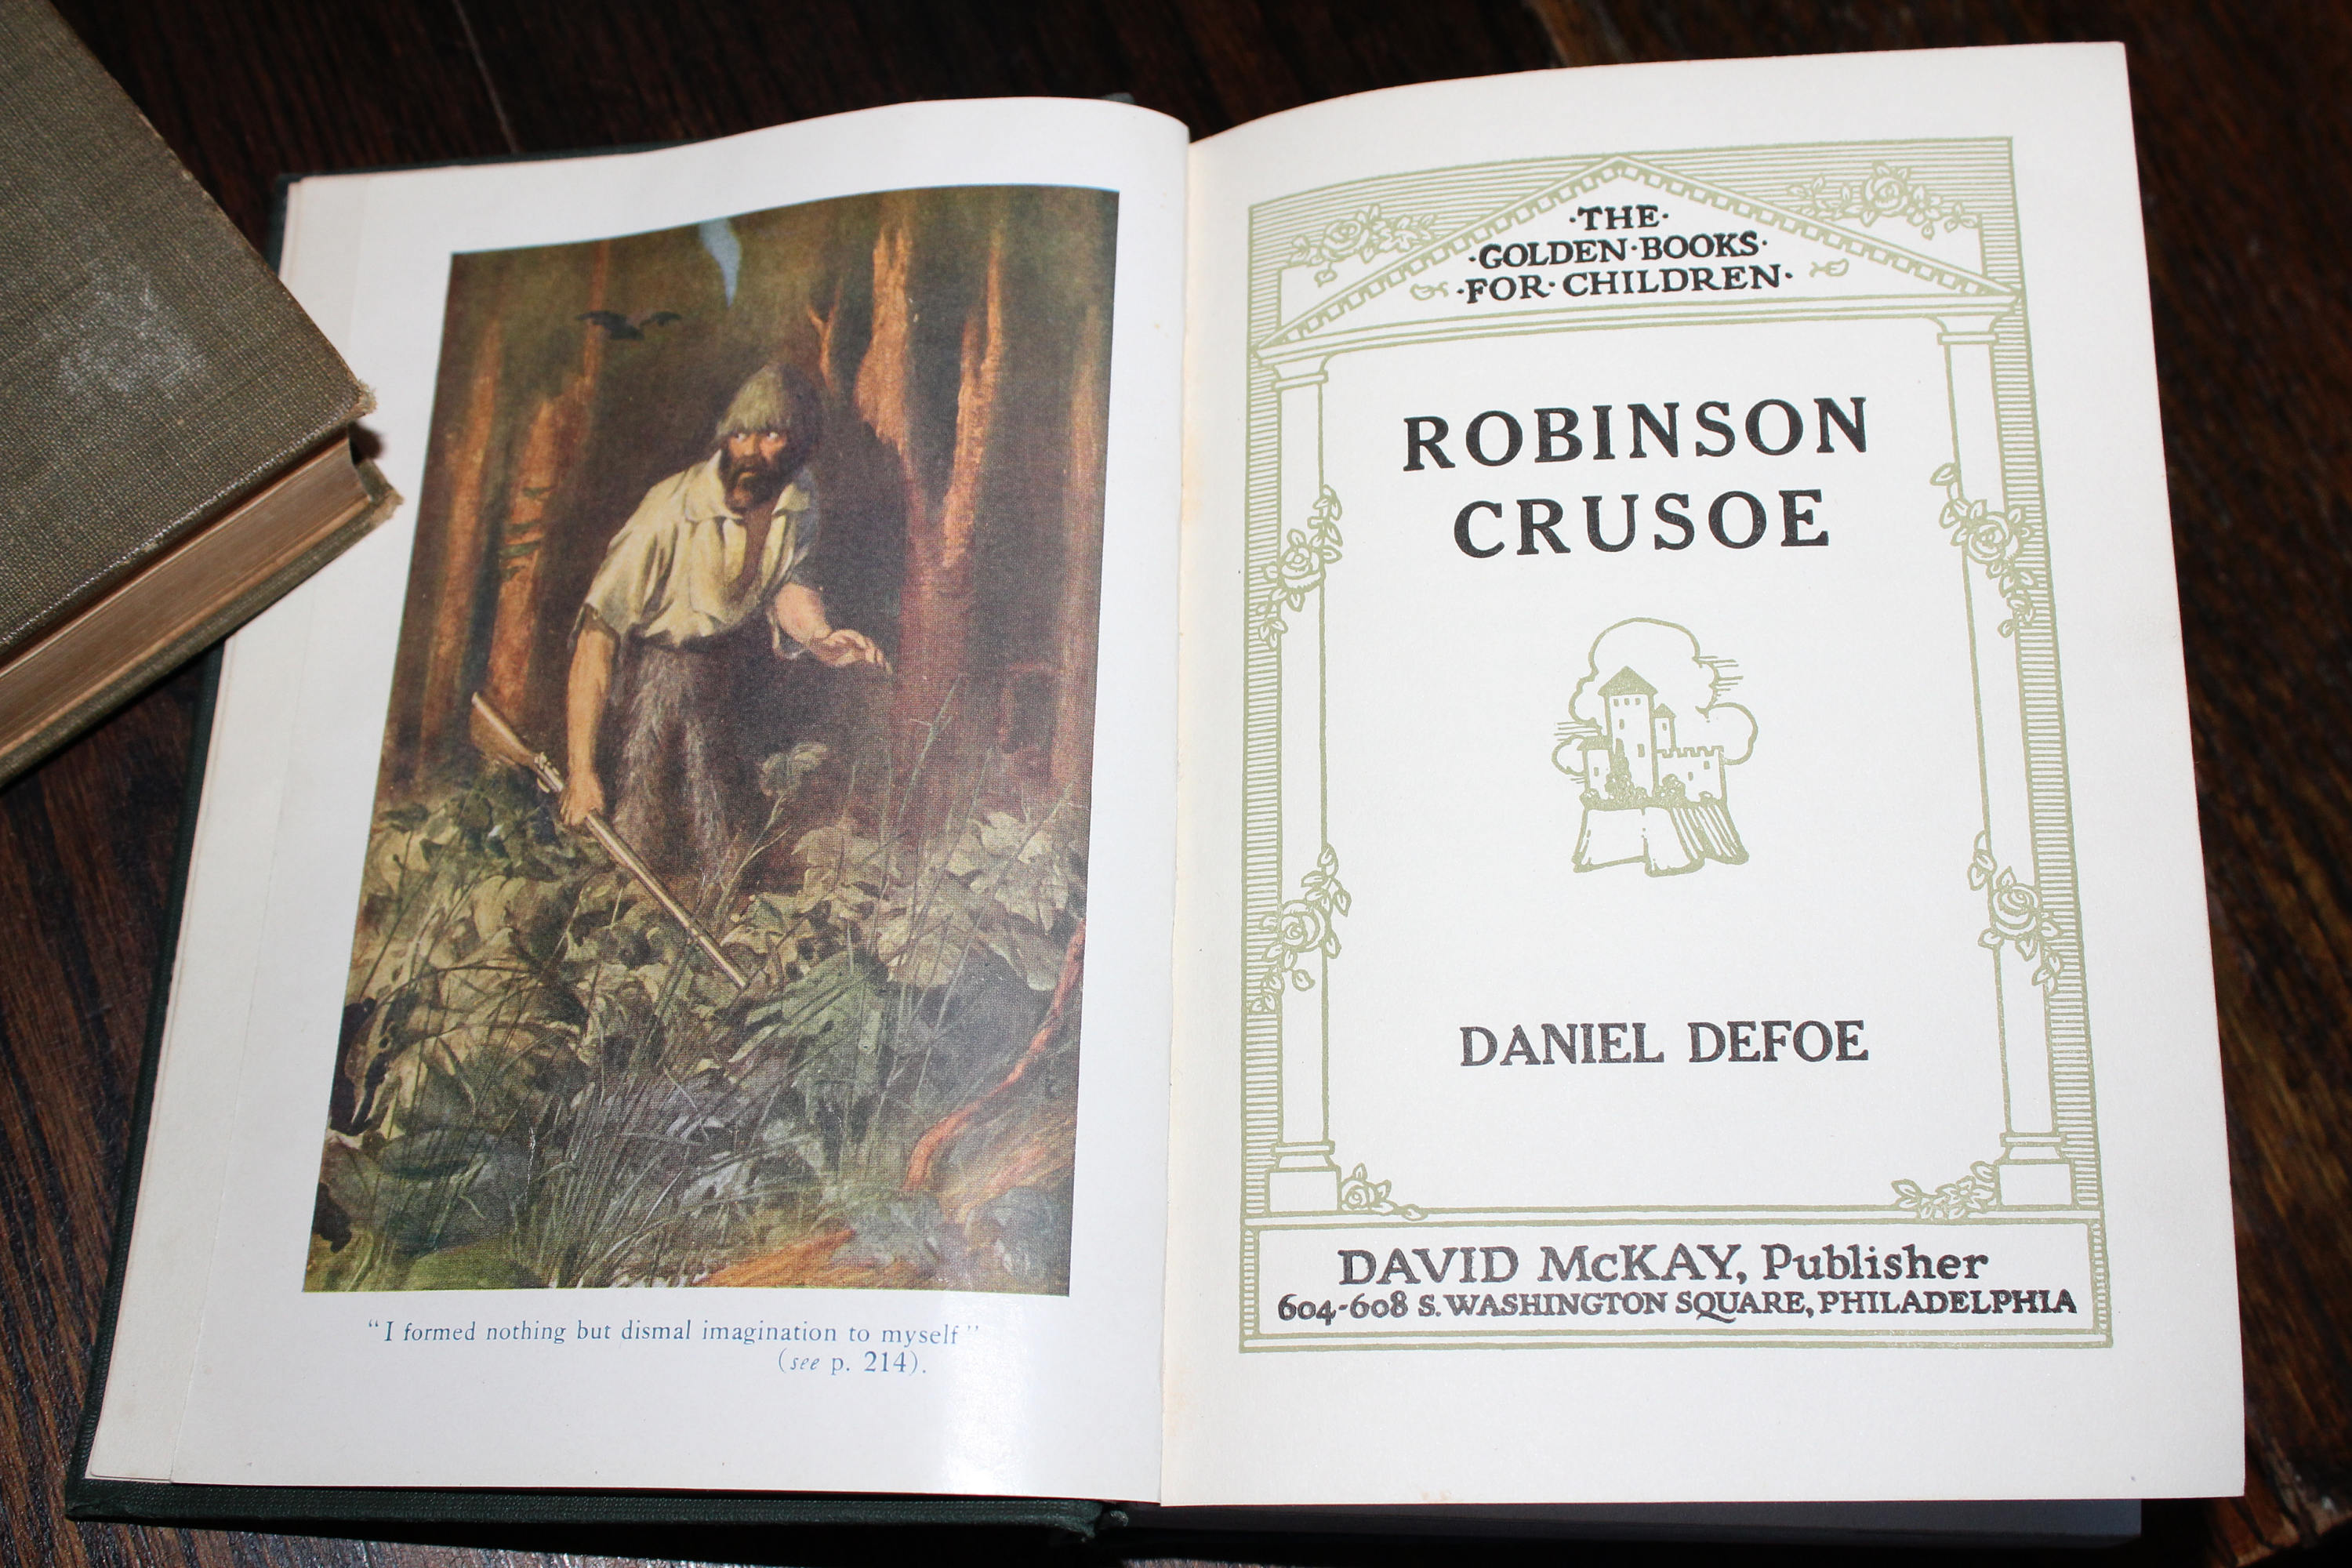 "I formed nothing but dismal imagination to myself"
(see p. 214).
·THE·
·GOLDEN·BOOKS·
·FOR·CHILDREN·
ROBINSON
CRUSOE
DANIEL DEFOE
DAVID McKAY, Publisher
604-608 S. WASHINGTON SQUARE, PHILADELPHIA